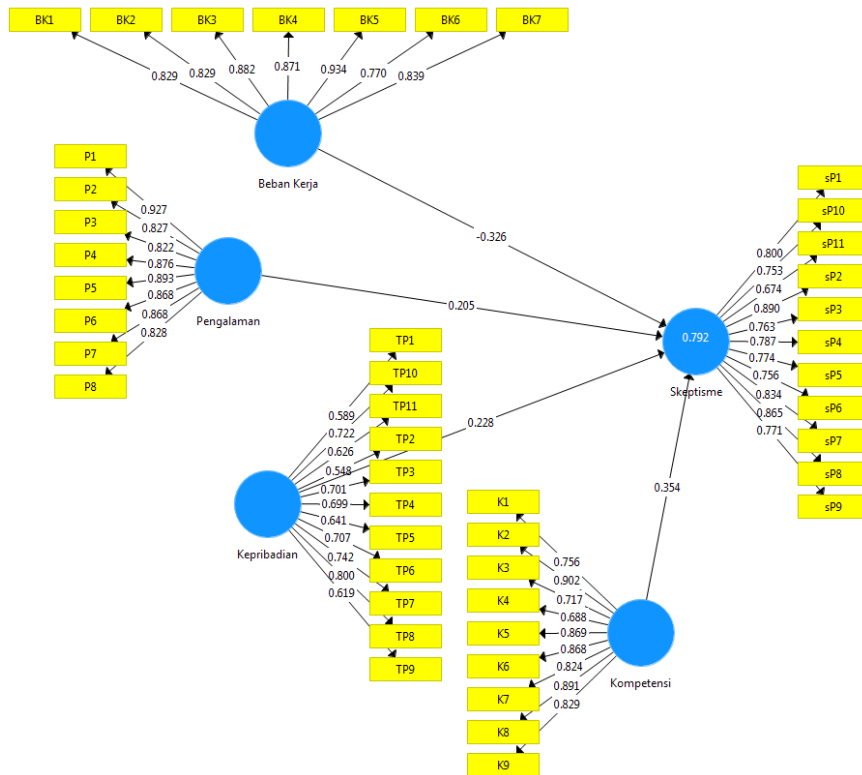 BK1 BK2 BK3 BK4 BK5 BK6 BK7
0.829 0.829 0.882 0.871 0.934 0.770 0.839
Beban Kerja
P1
P2
P3
P4
P5
P6
P7
P8
0.927
0.827
0.822
0.876
0.893
0.868
0.868
0.828
Pengalaman
-0.326
0.205
0.228
0.354
TP1
TP10
TP11
TP2
TP3
TP4
TP5
TP6
TP7
TP8
TP9
0.589
0.722
0.626
0.548
0.701
0.699
0.641
0.707
0.742
0.800
0.619
Kepribadian
K1
K2
K3
K4
K5
K6
K7
K8
K9
0.756
0.902
0.717
0.688
0.869
0.868
0.824
0.891
0.829
Kompetensi
0.792
Skeptisme
sP1
sP10
sP11
sP2
sP3
sP4
sP5
sP6
sP7
sP8
sP9
0.800
0.753
0.674
0.890
0.763
0.787
0.774
0.756
0.834
0.865
0.771